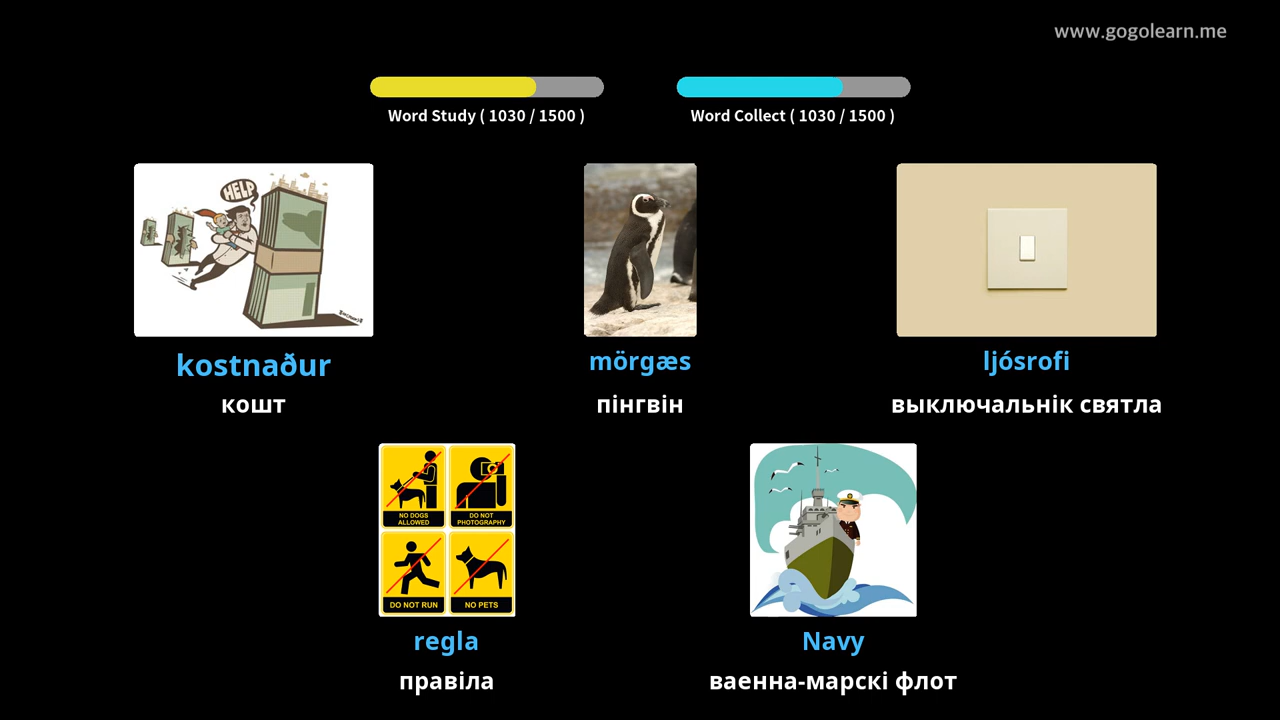 www.gogolearn.me
Word Study ( 1030 / 1500 )
Word Collect ( 1030 / 1500 )
HELP
kostnaður
mörgæs
ljósrofi
кошт
пінгвін
выключальнік святла
NO DOGS
ALLOWED
DO NOT
PHOTOGRAPHY
DO NOT RUN
NO PETS
regla
Navy
правіла
ваенна-марскі флот